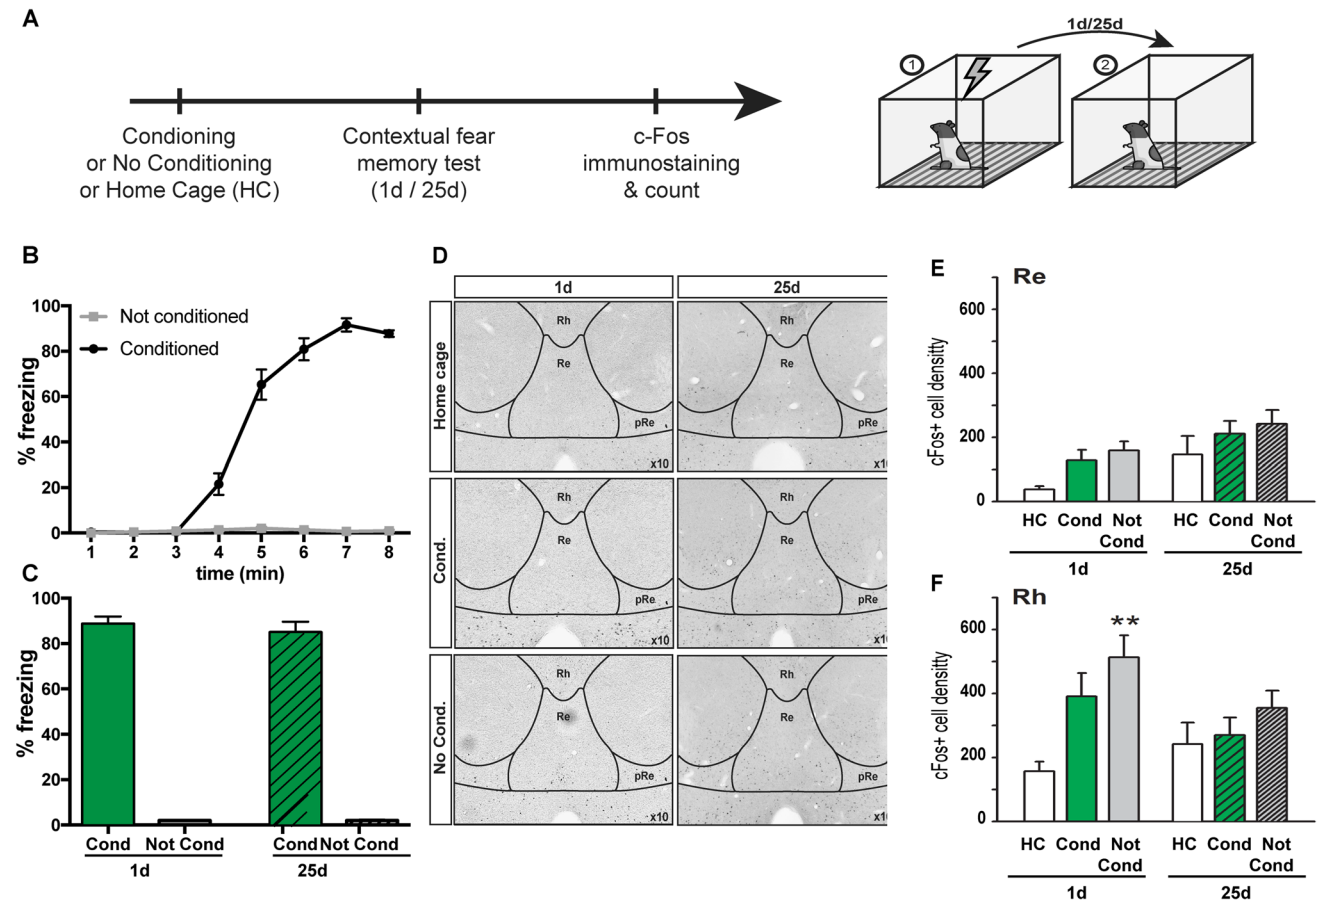 A
Condioning
or No Conditioning
or Home Cage (HC)
Contextual fear
memory test
(1d / 25d)
c-Fos
immunostaining
& count
1d/25d
1
2
B
100
80
60
40
20
0
% freezing
Not conditioned
Conditioned
1 2 3 4 5 6 7 8
time (min)
C
100
80
60
40
20
0
% freezing
Cond Not Cond Cond Not Cond
1d 25d
D
1d 25d
Home cage
Rh
Re
pRe
x10
Rh
Re
pRe
x1
Cond.
Rh
Re
pRe
x10
Rh
Re
pRe
x1
No Cond.
Rh
Re
pRe
x10
Rh
Re
pRe
x1
E
Re
600
400
200
0
cFos+ cell densitty
HC Cond Not
Cond
HC Cond Not
Cond
1d 25d
F
Rh
**
600
400
200
0
cFos+ cell densitty
HC Cond Not
Cond
HC Cond Not
Cond
1d 25d